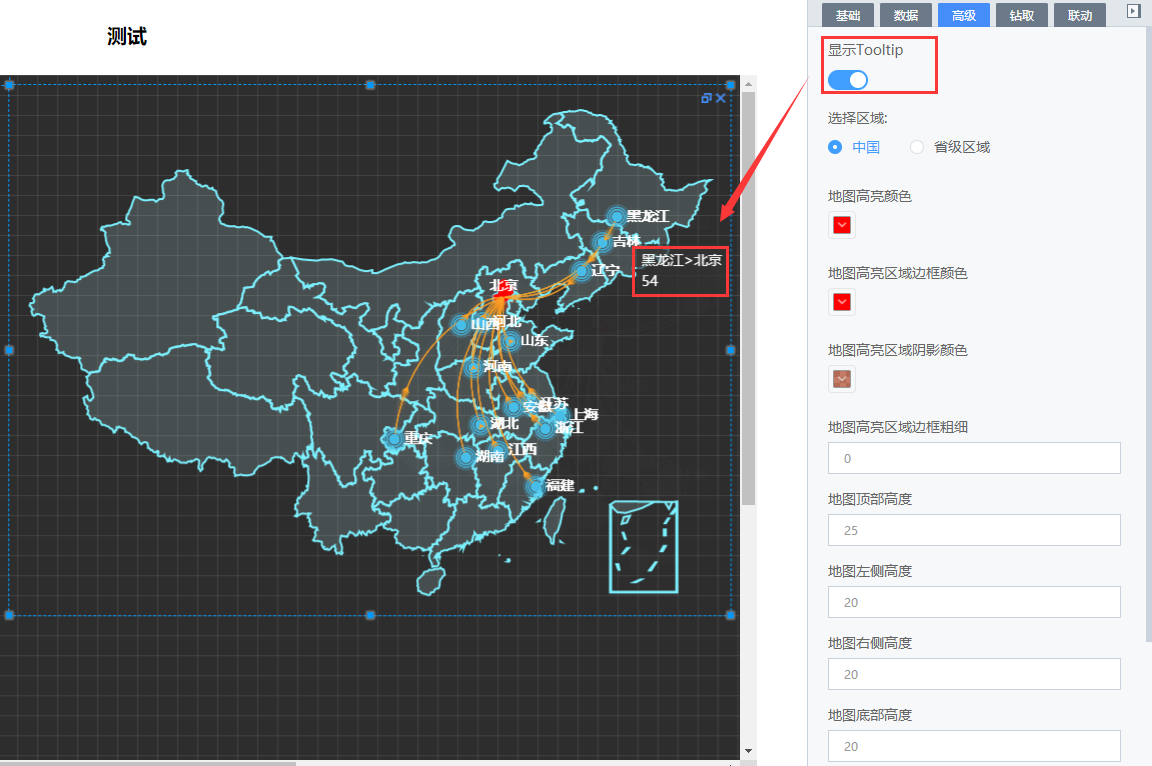 测试
基础
数据
高级
钻取
联动
显示Tooltip
选择区域:
中国
省级区域
地图高亮颜色
地图高亮区域边框颜色
地图高亮区域阴影颜色
地图高亮区域边框粗细
0
地图顶部高度
25
地图左侧高度
20
地图右侧高度
20
地图底部高度
20
黑龙江
吉林
辽宁
黑龙江>北京
54
北京
山西
河北
山东
河南
安徽
江苏
上海
浙江
湖北
重庆
湖南
江西
福建